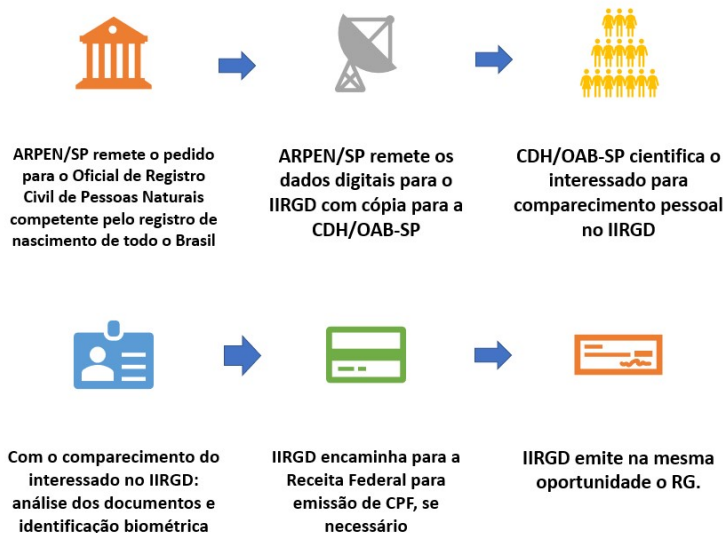 ARPEN/SP remete o pedido
para o Oficial de Registro
Civil de Pessoas Naturais
competente pelo registro de
nascimento de todo o Brasil
ARPEN/SP remete os
dados digitais para o
IIRGD com cópia para a
CDH/OAB-SP
CDH/OAB-SP cientifica o
interessado para
comparecimento pessoal
no IIRGD
Com o comparecimento do
interessado no IIRGD:
análise dos documentos e
identificação biométrica
IIRGD encaminha para a
Receita Federal para
emissão de CPF, se
necessário
IIRGD emite na mesma
oportunidade o RG.